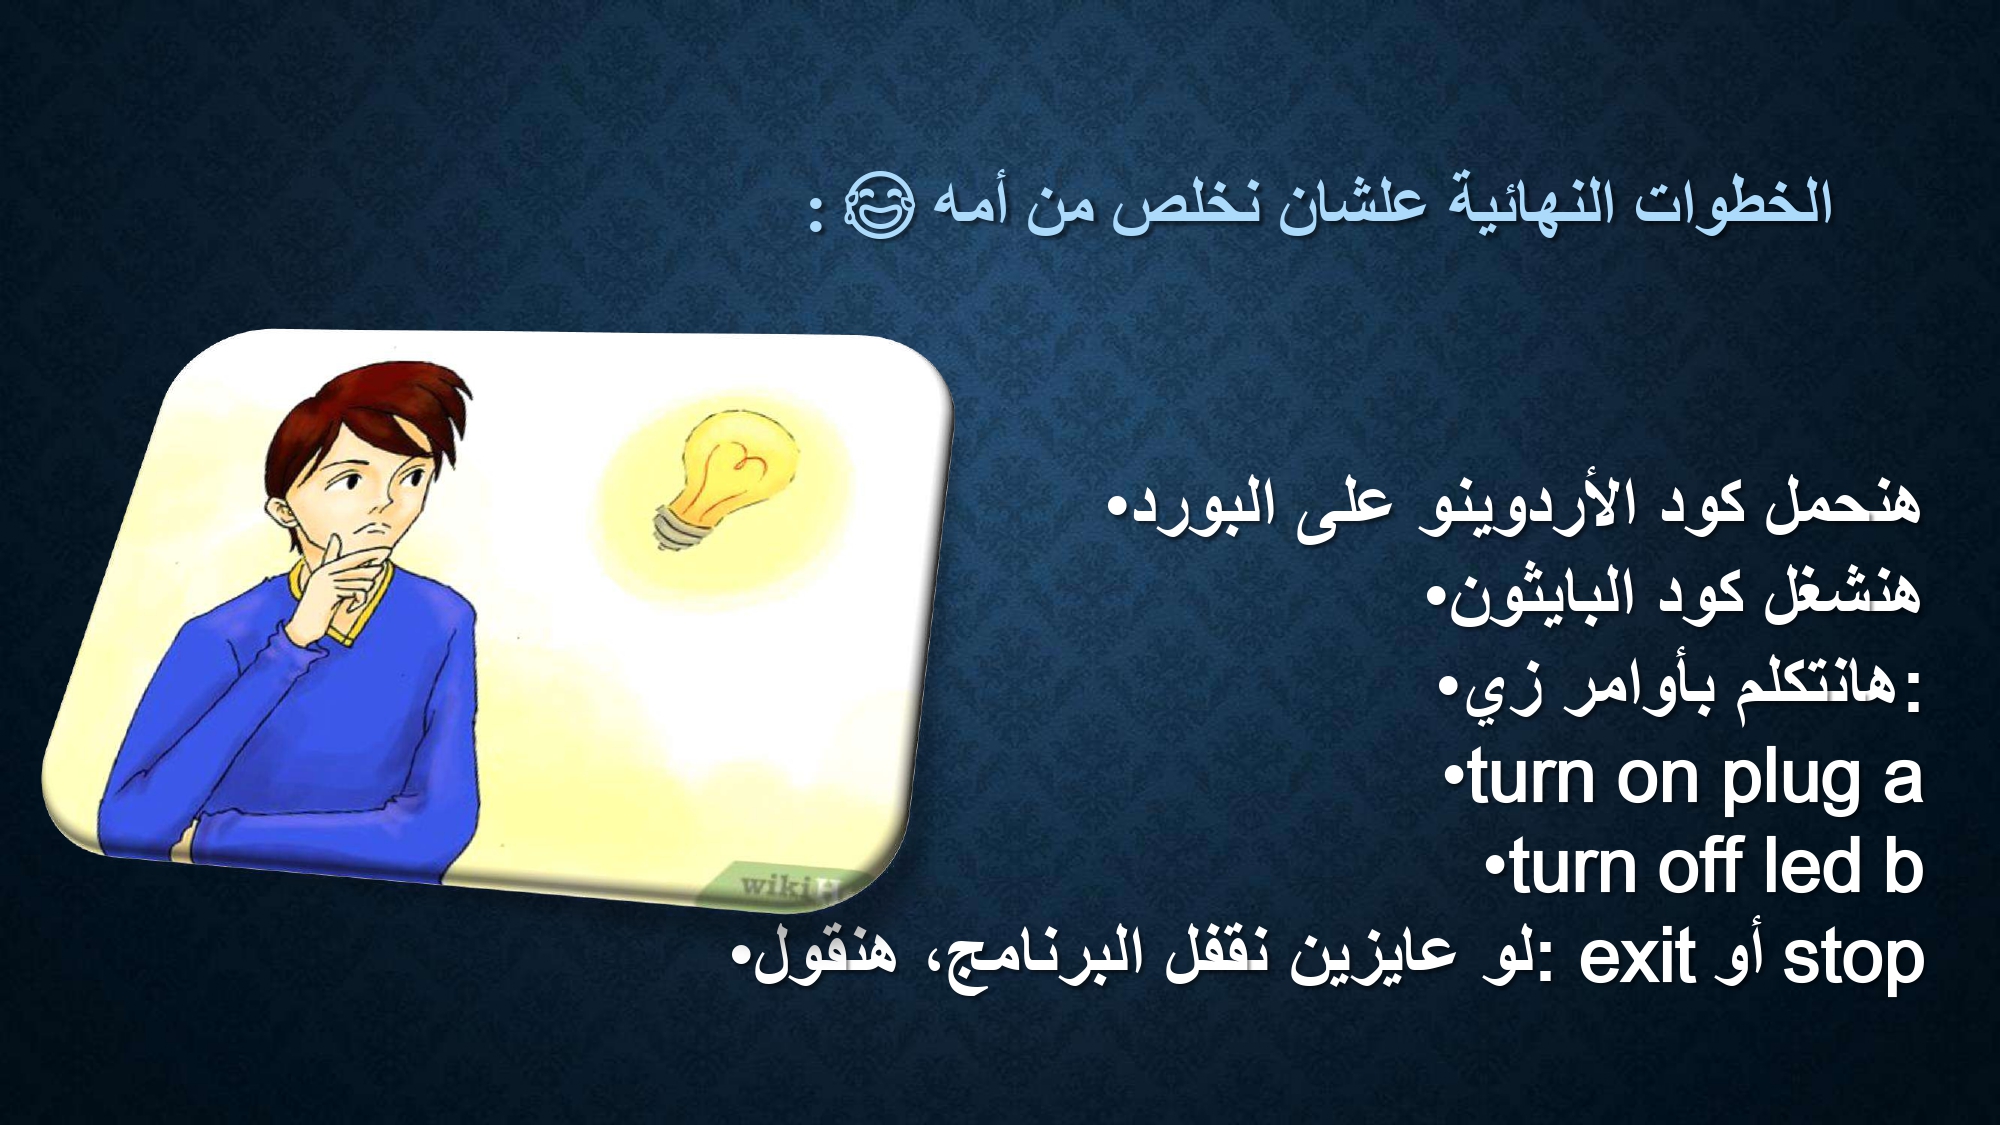 الخطوات النهائية علشان نخلص من أمه 😂 :
•هنحمل كود الأردوينو على البورد
•هنشغل كود البايثون
•هانتكلم بأوامر زي:
•turn on plug a
•turn off led b
•لو عايزين نقفل البرنامج، هنقول: exit أو stop
wikiH